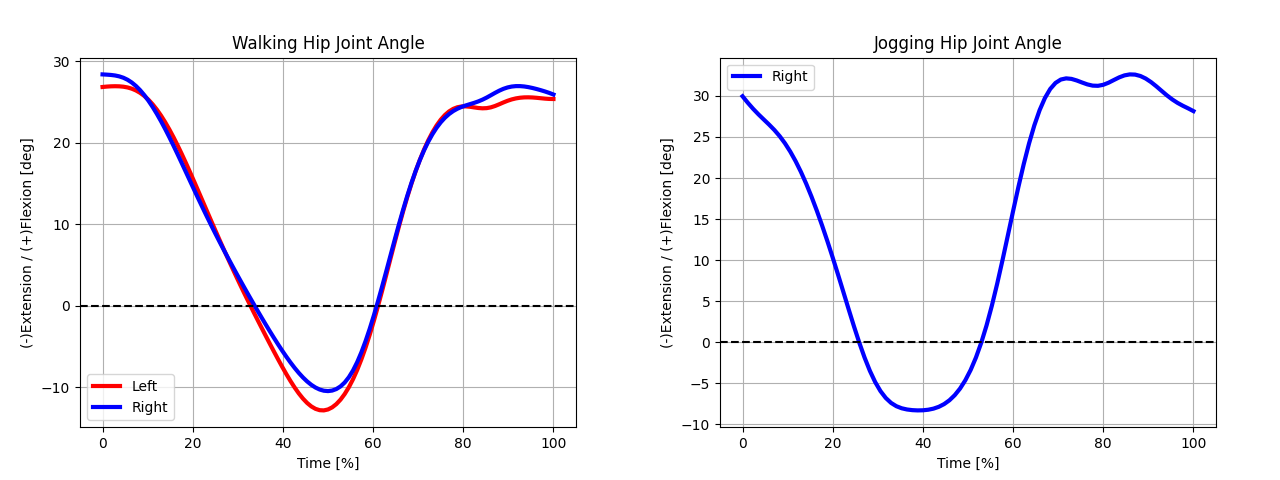 Walking Hip Joint Angle
(-)Extension / (+)Flexion [deg]
30
20
10
0
−10
Left
Right
0 20 40 60 80 100
Time [%]
Jogging Hip Joint Angle
(-)Extension / (+)Flexion [deg]
Right
30
25
20
15
10
5
0
−5
−10
0 20 40 60 80 100
Time [%]